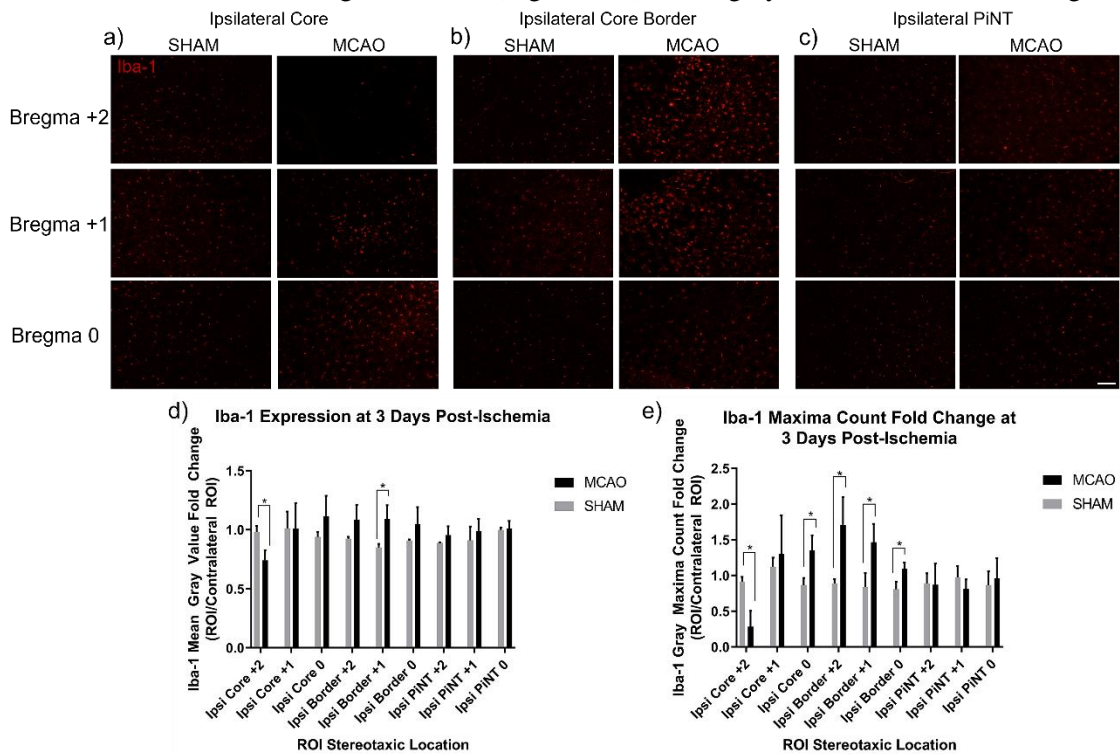 Ipsilateral Core
Ipsilateral Core Border
Ipsilateral PiNT
a)
SHAM
MCAO
b)
SHAM
MCAO
c)
SHAM
MCAO
Iba-1
Bregma +2
Bregma +1
Bregma 0
d)
Iba-1 Expression at 3 Days Post-Ischemia
Iba-1 Mean Gray Value Fold Change
(ROI/Contralateral ROI)
1.5
1.0
0.5
0.0
*
*
MCAO
SHAM
Ipsi Core +2
Ipsi Core +1
Ipsi Core 0
Ipsi Border +2
Ipsi Border +1
Ipsi Border 0
Ipsi PiNT +2
Ipsi PiNT +1
Ipsi PiNT 0
ROI Stereotaxic Location
e)
Iba-1 Maxima Count Fold Change at
3 Days Post-Ischemia
Iba-1 Gray Maxima Count Fold Change
(ROI/Contralateral ROI)
2.5
2.0
1.5
1.0
0.5
0.0
*
*
*
*
*
MCAO
SHAM
Ipsi Core +2
Ipsi Core +1
Ipsi Core 0
Ipsi Border +2
Ipsi Border +1
Ipsi Border 0
Ipsi PiNT +2
Ipsi PiNT +1
Ipsi PiNT 0
ROI Stereotaxic Location